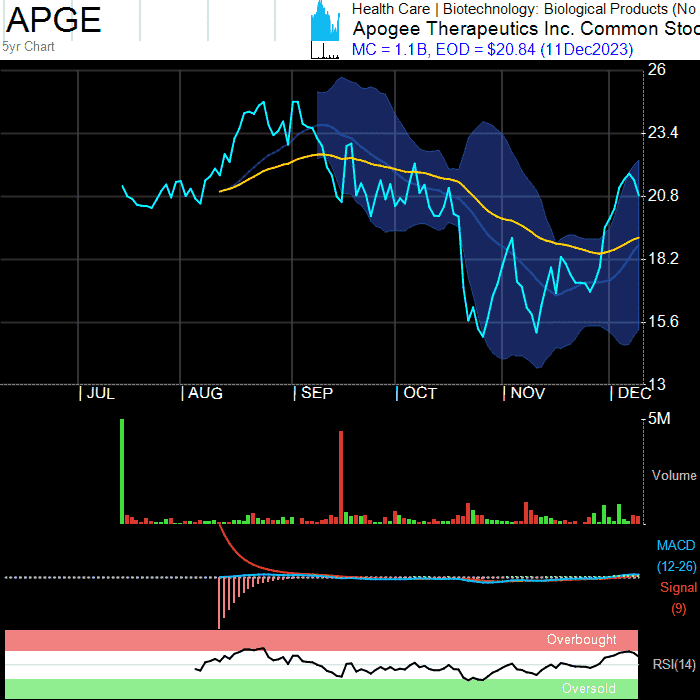 APGE
5yr Chart
Health Care | Biotechnology: Biological Products (No
Apogee Therapeutics Inc. Common Stoc
MC = 1.1B, EOD = $20.84 (11Dec2023)
26
23.4
20.8
18.2
15.6
13
| JUL | AUG | SEP | OCT | NOV | DEC
5M
Volume
MACD
(12-26)
Signal
(9)
Overbought
RSI(14)
Oversold